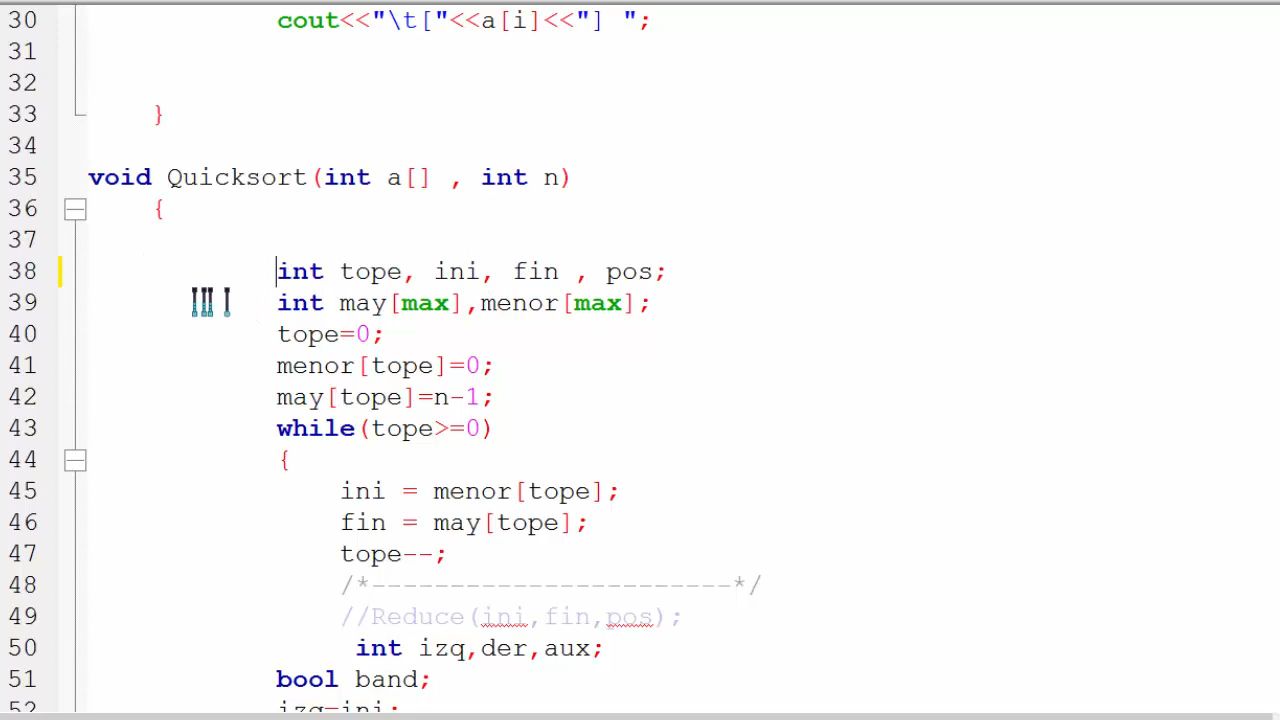 30 cout<<"\t["<<a[i]<<"] ";
31
32
33 }
34
35 void Quicksort(int a[] , int n)
36 {
37
38 int tope, ini, fin , pos;
39 int may[max],menor[max];
40 tope=0;
41 menor[tope]=0;
42 may[tope]=n-1;
43 while(tope>=0)
44 {
45 ini = menor[tope];
46 fin = may[tope];
47 tope--;
48 /*-----------------------*/
49 //Reduce(ini,fin,pos);
50 int izq,der,aux;
51 bool band;
52 izq=ini;